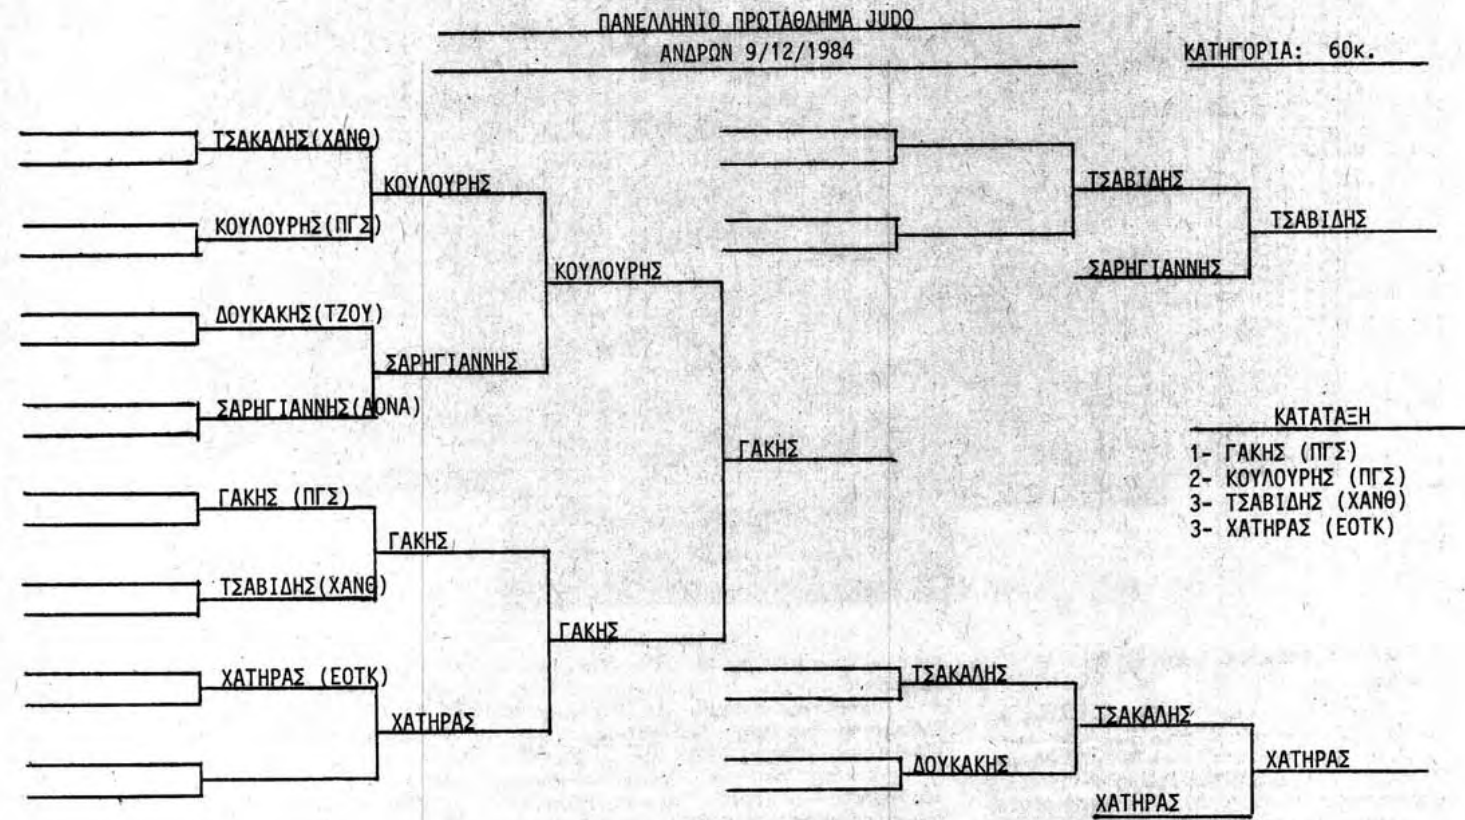 ΠΑΝΕΛΛΗΝΙΟ ΠΡΩΤΑΘΛΗΜΑ JUDO
ΑΝΔΡΩΝ 9/12/1984
ΚΑΤΗΓΟΡΙΑ: 60κ.
ΤΣΑΚΑΛΗΣ(ΧΑΝΘ)
ΚΟΥΛΟΥΡΗΣ
ΚΟΥΛΟΥΡΗΣ(ΠΓΣ)
ΚΟΥΛΟΥΡΗΣ
ΔΟΥΚΑΚΗΣ(ΤΖΟΥ)
ΣΑΡΗΓΙΑΝΝΗΣ
ΣΑΡΗΓΙΑΝΝΗΣ(ΑΟΝΑ)
ΓΑΚΗΣ
ΓΑΚΗΣ (ΠΓΣ)
ΓΑΚΗΣ
ΤΣΑΒΙΔΗΣ(ΧΑΝΘ)
ΓΑΚΗΣ
ΧΑΤΗΡΑΣ (ΕΟΤΚ)
ΧΑΤΗΡΑΣ
ΤΣΑΒΙΔΗΣ
ΤΣΑΒΙΔΗΣ
ΣΑΡΗΓΙΑΝΝΗΣ
ΚΑΤΑΤΑΞΗ
1- ΓΑΚΗΣ (ΠΓΣ)
2- ΚΟΥΛΟΥΡΗΣ (ΠΓΣ)
3- ΤΣΑΒΙΔΗΣ (ΧΑΝΘ)
3- ΧΑΤΗΡΑΣ (ΕΟΤΚ)
ΤΣΑΚΑΛΗΣ
ΤΣΑΚΑΛΗΣ
ΔΟΥΚΑΚΗΣ
ΧΑΤΗΡΑΣ
ΧΑΤΗΡΑΣ